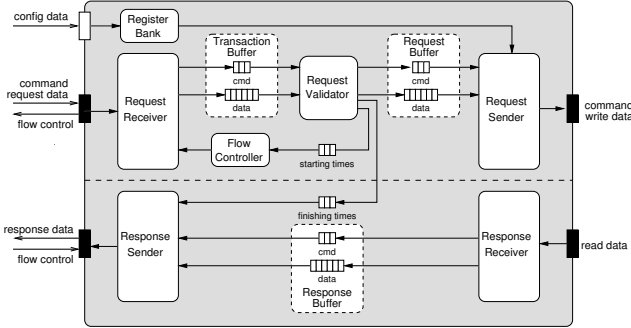 config data
Register
Bank
Transaction
Buffer
Request
Buffer
cmd
data
command
request data
flow control
Request
Receiver
Request
Validator
cmd
data
Request
Sender
command
write data
Flow
Controller
starting times
finishing times
response data
flow control
Response
Sender
cmd
data
Response
Buffer
Response
Receiver
read data